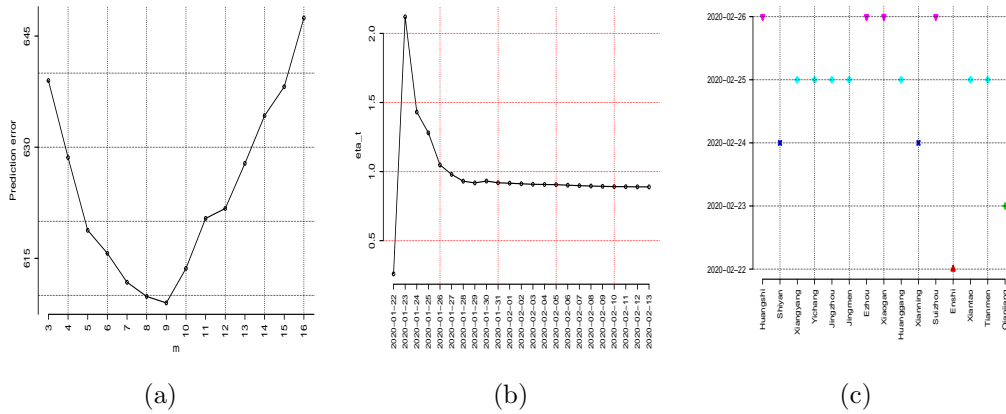 645
630
615
Prediction error
3 4 5 6 7 8 9 10 11 12 13 14 15 16
m
(a)
2.0
1.5
1.0
0.5
eta_t
2020-01-22
2020-01-23
2020-01-24
2020-01-25
2020-01-26
2020-01-27
2020-01-28
2020-01-29
2020-01-30
2020-01-31
2020-02-01
2020-02-02
2020-02-03
2020-02-04
2020-02-05
2020-02-06
2020-02-07
2020-02-08
2020-02-09
2020-02-10
2020-02-11
2020-02-12
2020-02-13
(b)
2020-02-26
2020-02-25
2020-02-24
2020-02-23
2020-02-22
Huangshi
Shiyan
Xiangyang
Yichang
Jingzhou
Jingmen
Ezhou
Xiaogan
Huanggang
Xianning
Suizhou
Enshi
Xiantao
Tianmen
Qianjiang
(c)